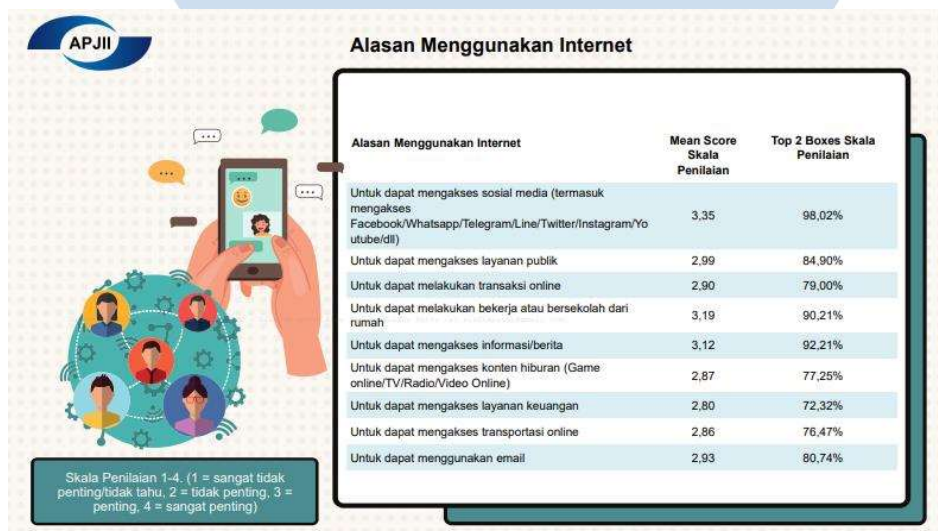 APJII
Alasan Menggunakan Internet
Alasan Menggunakan Internet
Mean Score
Skala
Penilaian
Top 2 Boxes Skala
Penilaian
Untuk dapat mengakses sosial media (termasuk
mengakses
Facebook/Whatsapp/Telegram/Line/Twitter/Instagram/Yo
utube/dll)
3,35
98,02%
Untuk dapat mengakses layanan publik
2,99
84,90%
Untuk dapat melakukan transaksi online
2,90
79,00%
Untuk dapat melakukan bekerja atau bersekolah dari
rumah
3,19
90,21%
Untuk dapat mengakses informasi/berita
3,12
92,21%
Untuk dapat mengakses konten hiburan (Game
online/TV/Radio/Video Online)
2,87
77,25%
Untuk dapat mengakses layanan keuangan
2,80
72,32%
Untuk dapat mengakses transportasi online
2,86
76,47%
Untuk dapat menggunakan email
2,93
80,74%
Skala Penilaian 1-4. (1 = sangat tidak
penting/tidak tahu, 2 = tidak penting, 3 =
penting, 4 = sangat penting)